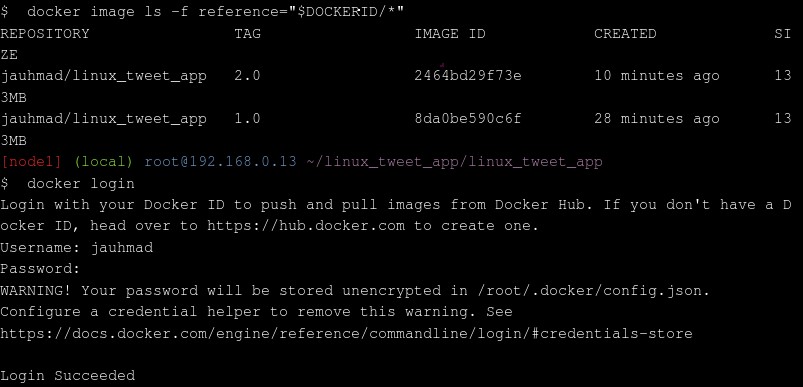 $  docker image ls -f reference="$DOCKERID/*"
REPOSITORY                TAG                 IMAGE ID            CREATED             SI
ZE
jauhmad/linux_tweet_app   2.0                 2464bd29f73e        10 minutes ago      13
3MB
jauhmad/linux_tweet_app   1.0                 8da0be590c6f        28 minutes ago      13
3MB
[node1] (local) root@192.168.0.13 ~/linux_tweet_app/linux_tweet_app
$  docker login
Login with your Docker ID to push and pull images from Docker Hub. If you don't have a D
ocker ID, head over to https://hub.docker.com to create one.
Username: jauhmad
Password:
WARNING! Your password will be stored unencrypted in /root/.docker/config.json.
Configure a credential helper to remove this warning. See
https://docs.docker.com/engine/reference/commandline/login/#credentials-store
Login Succeeded